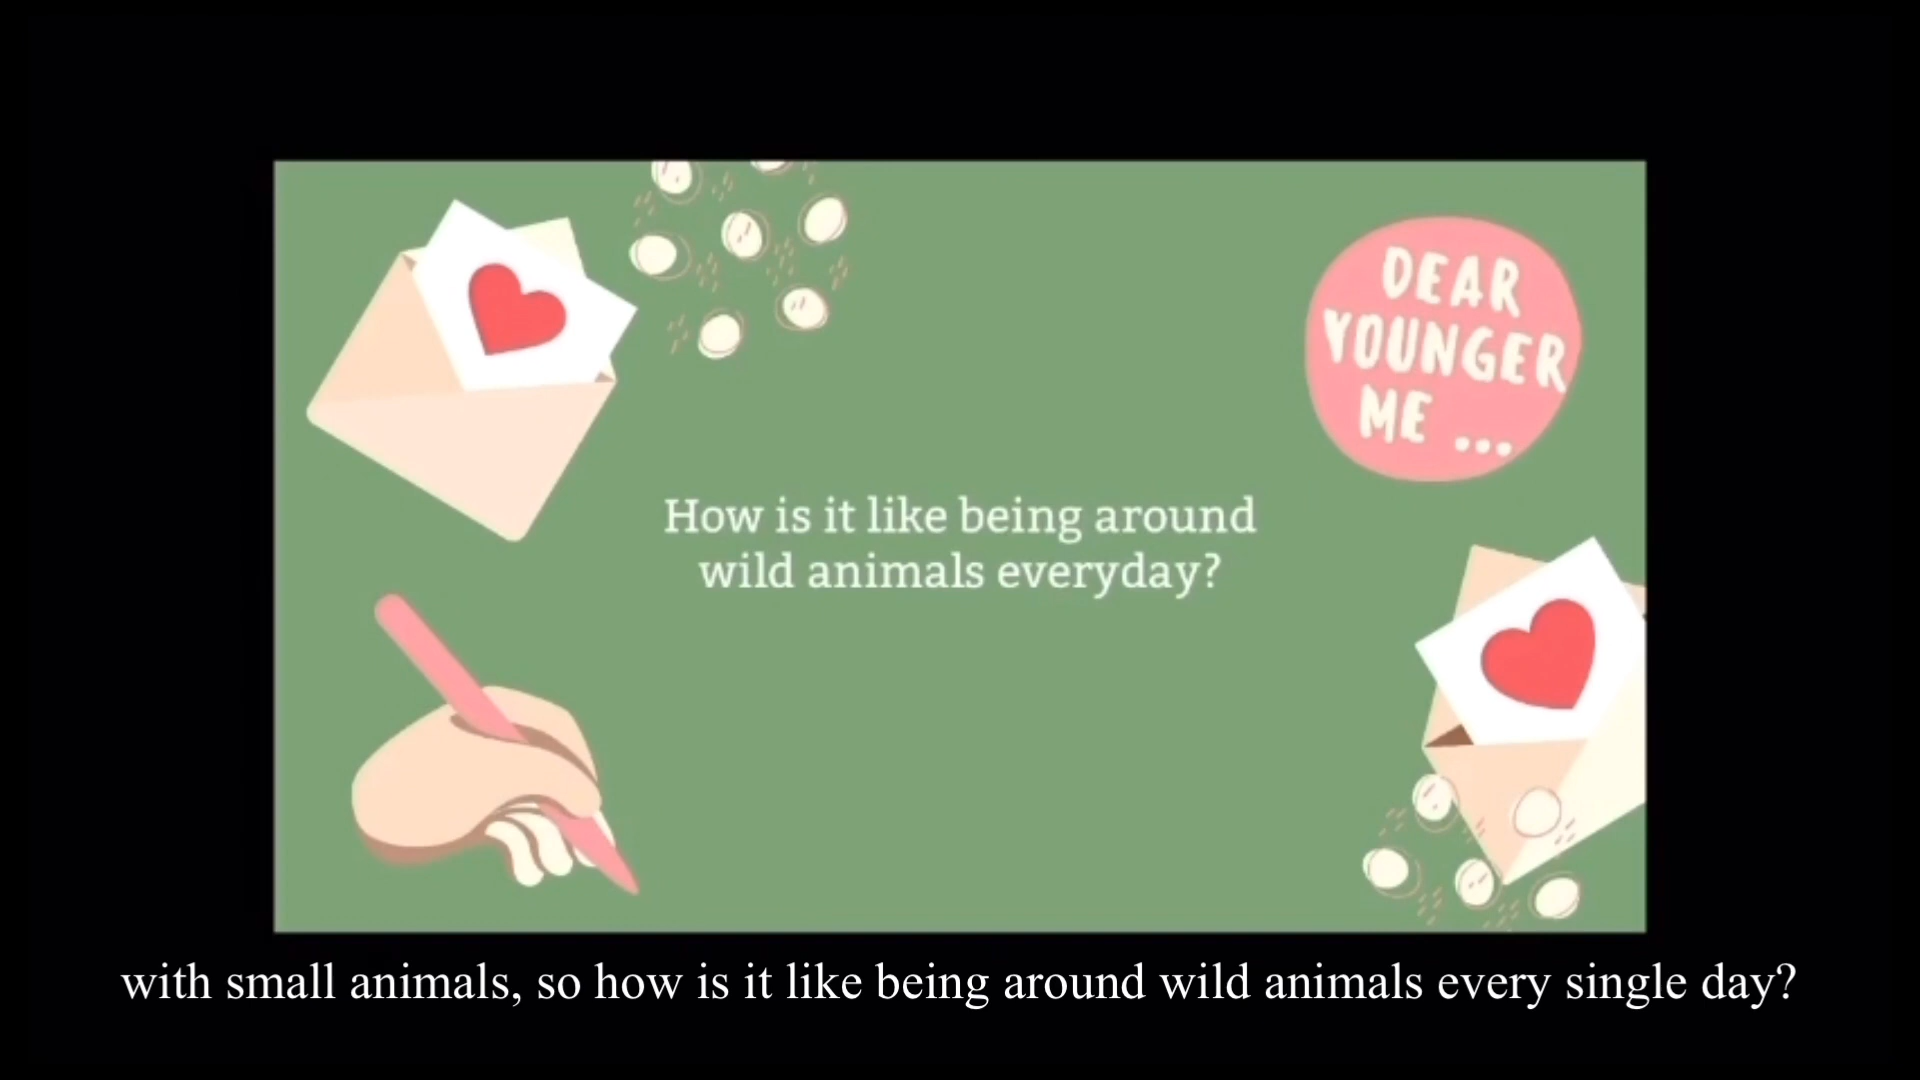 DEAR
YOUNGER
ME ...
How is it like being around
wild animals everyday?
with small animals, so how is it like being around wild animals every single day?